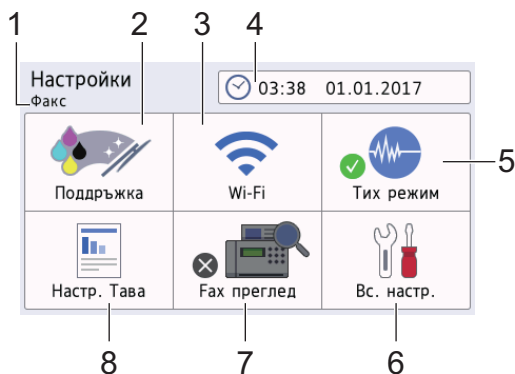 1 2 3 4
Настройки
Факс
03:38 01.01.2017
Поддръжка
Wi-Fi
Тих режим
5
Настр. Тава
Fax преглед
Вс. настр.
8 7 6